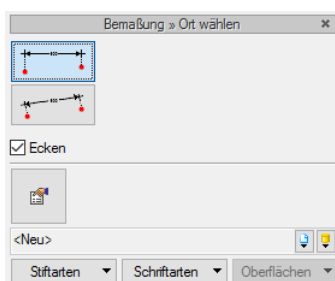 Bemaßung » Ort wählen
Ecken
<Neu>
Stiftarten Schriftarten Oberflächen